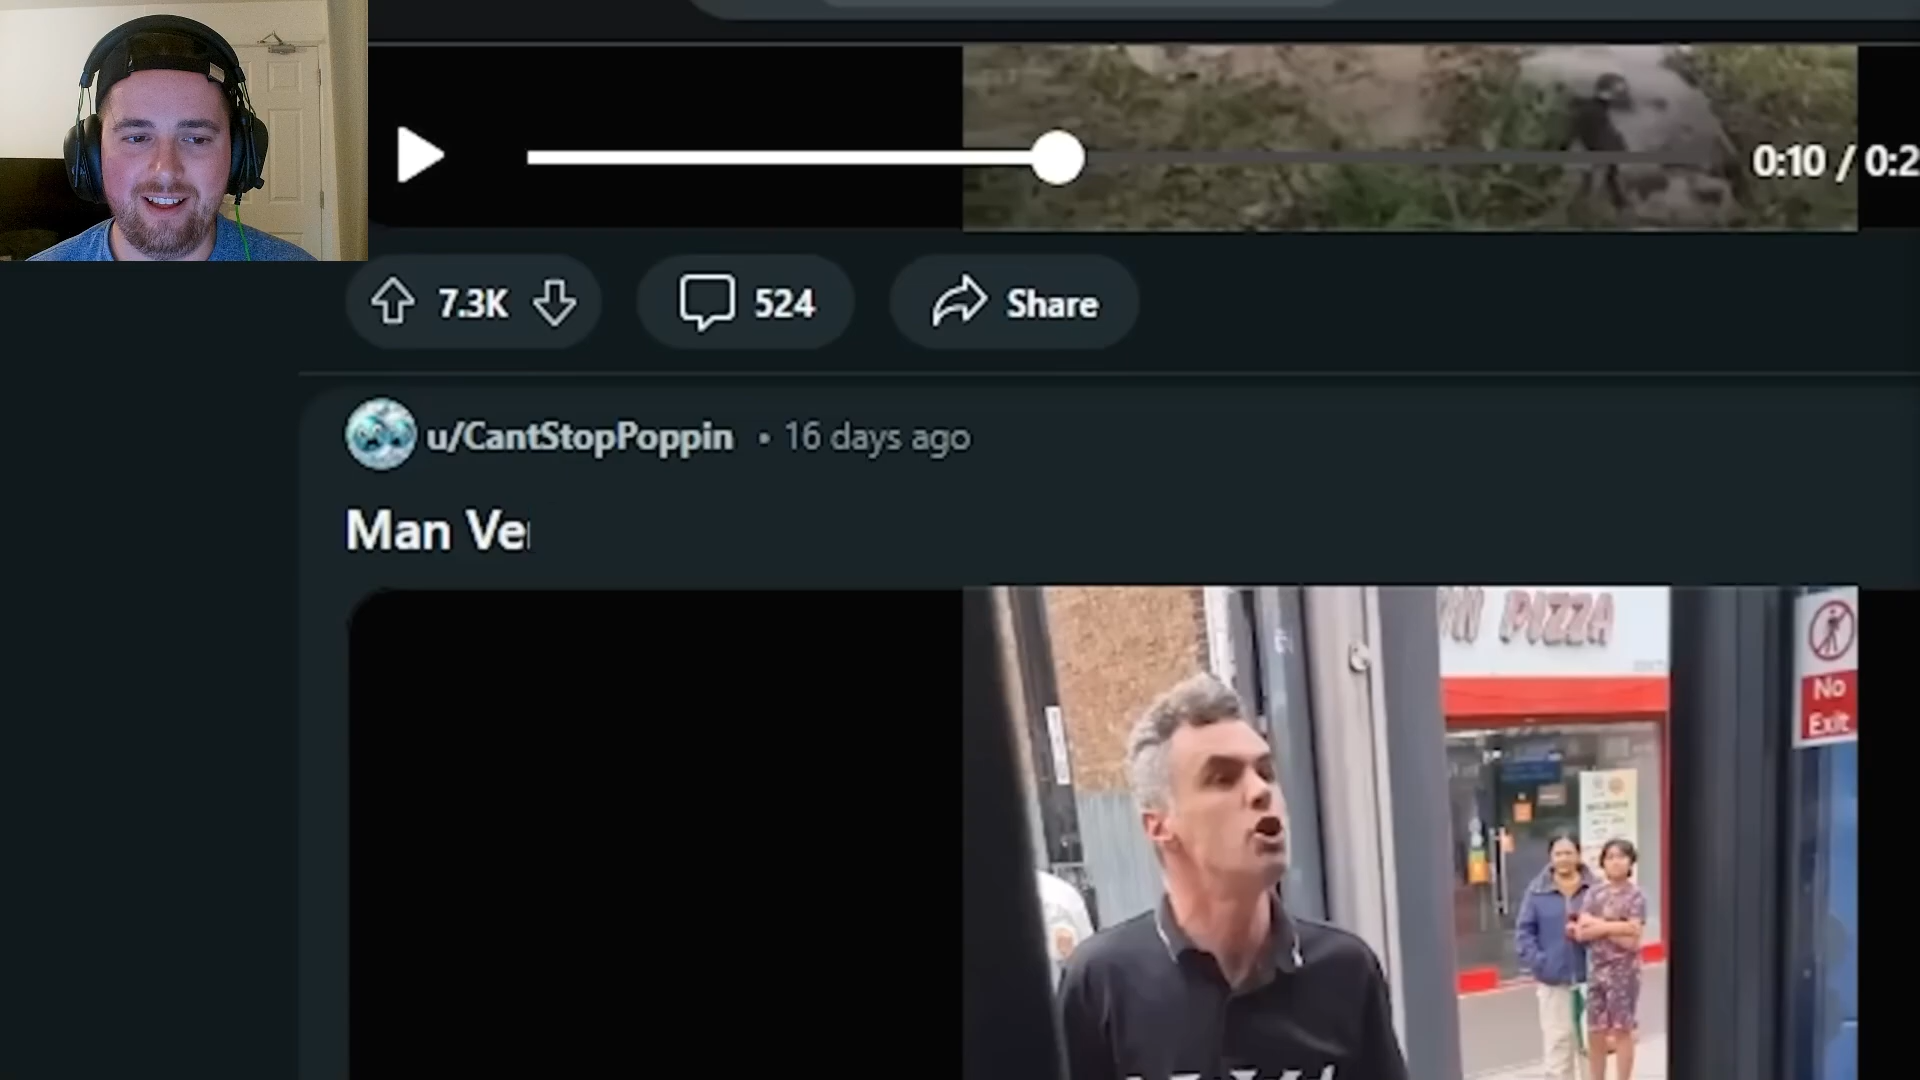 0:10 / 0:2
7.3K
524
Share
u/CantStopPoppin • 16 days ago
Man Ve
PIZZA
No
Exit